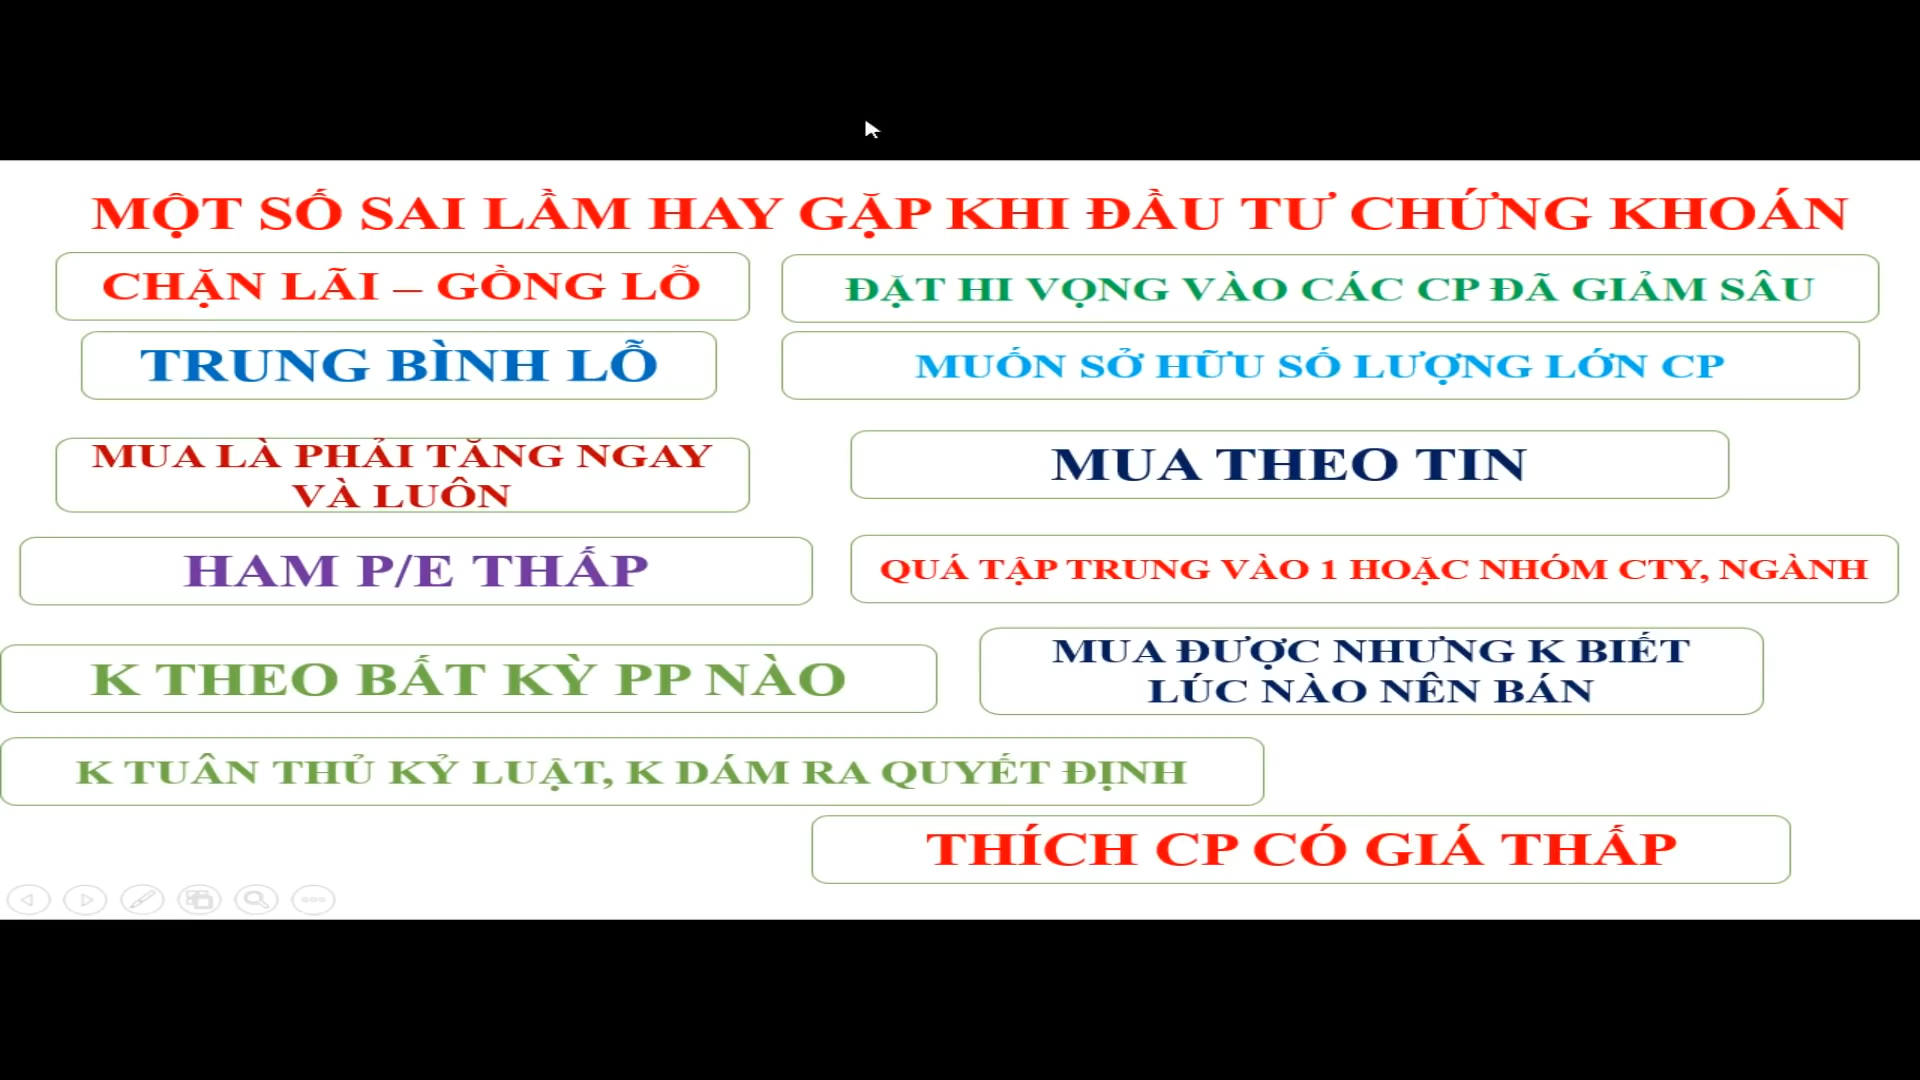 MỘT SỐ SAI LẦM HAY GẶP KHI ĐẦU TƯ CHỨNG KHOÁN
CHẶN LÃI – GỒNG LỖ
ĐẶT HI VỌNG VÀO CÁC CP ĐÃ GIẢM SÂU
TRUNG BÌNH LỖ
MUỐN SỞ HỮU SỐ LƯỢNG LỚN CP
MUA LÀ PHẢI TĂNG NGAY
VÀ LUÔN
MUA THEO TIN
HAM P/E THẤP
QUÁ TẬP TRUNG VÀO 1 HOẶC NHÓM CTY, NGÀNH
K THEO BẤT KỲ PP NÀO
MUA ĐƯỢC NHƯNG K BIẾT
LÚC NÀO NÊN BÁN
K TUÂN THỦ KỶ LUẬT, K DÁM RA QUYẾT ĐỊNH
THÍCH CP CÓ GIÁ THẤP